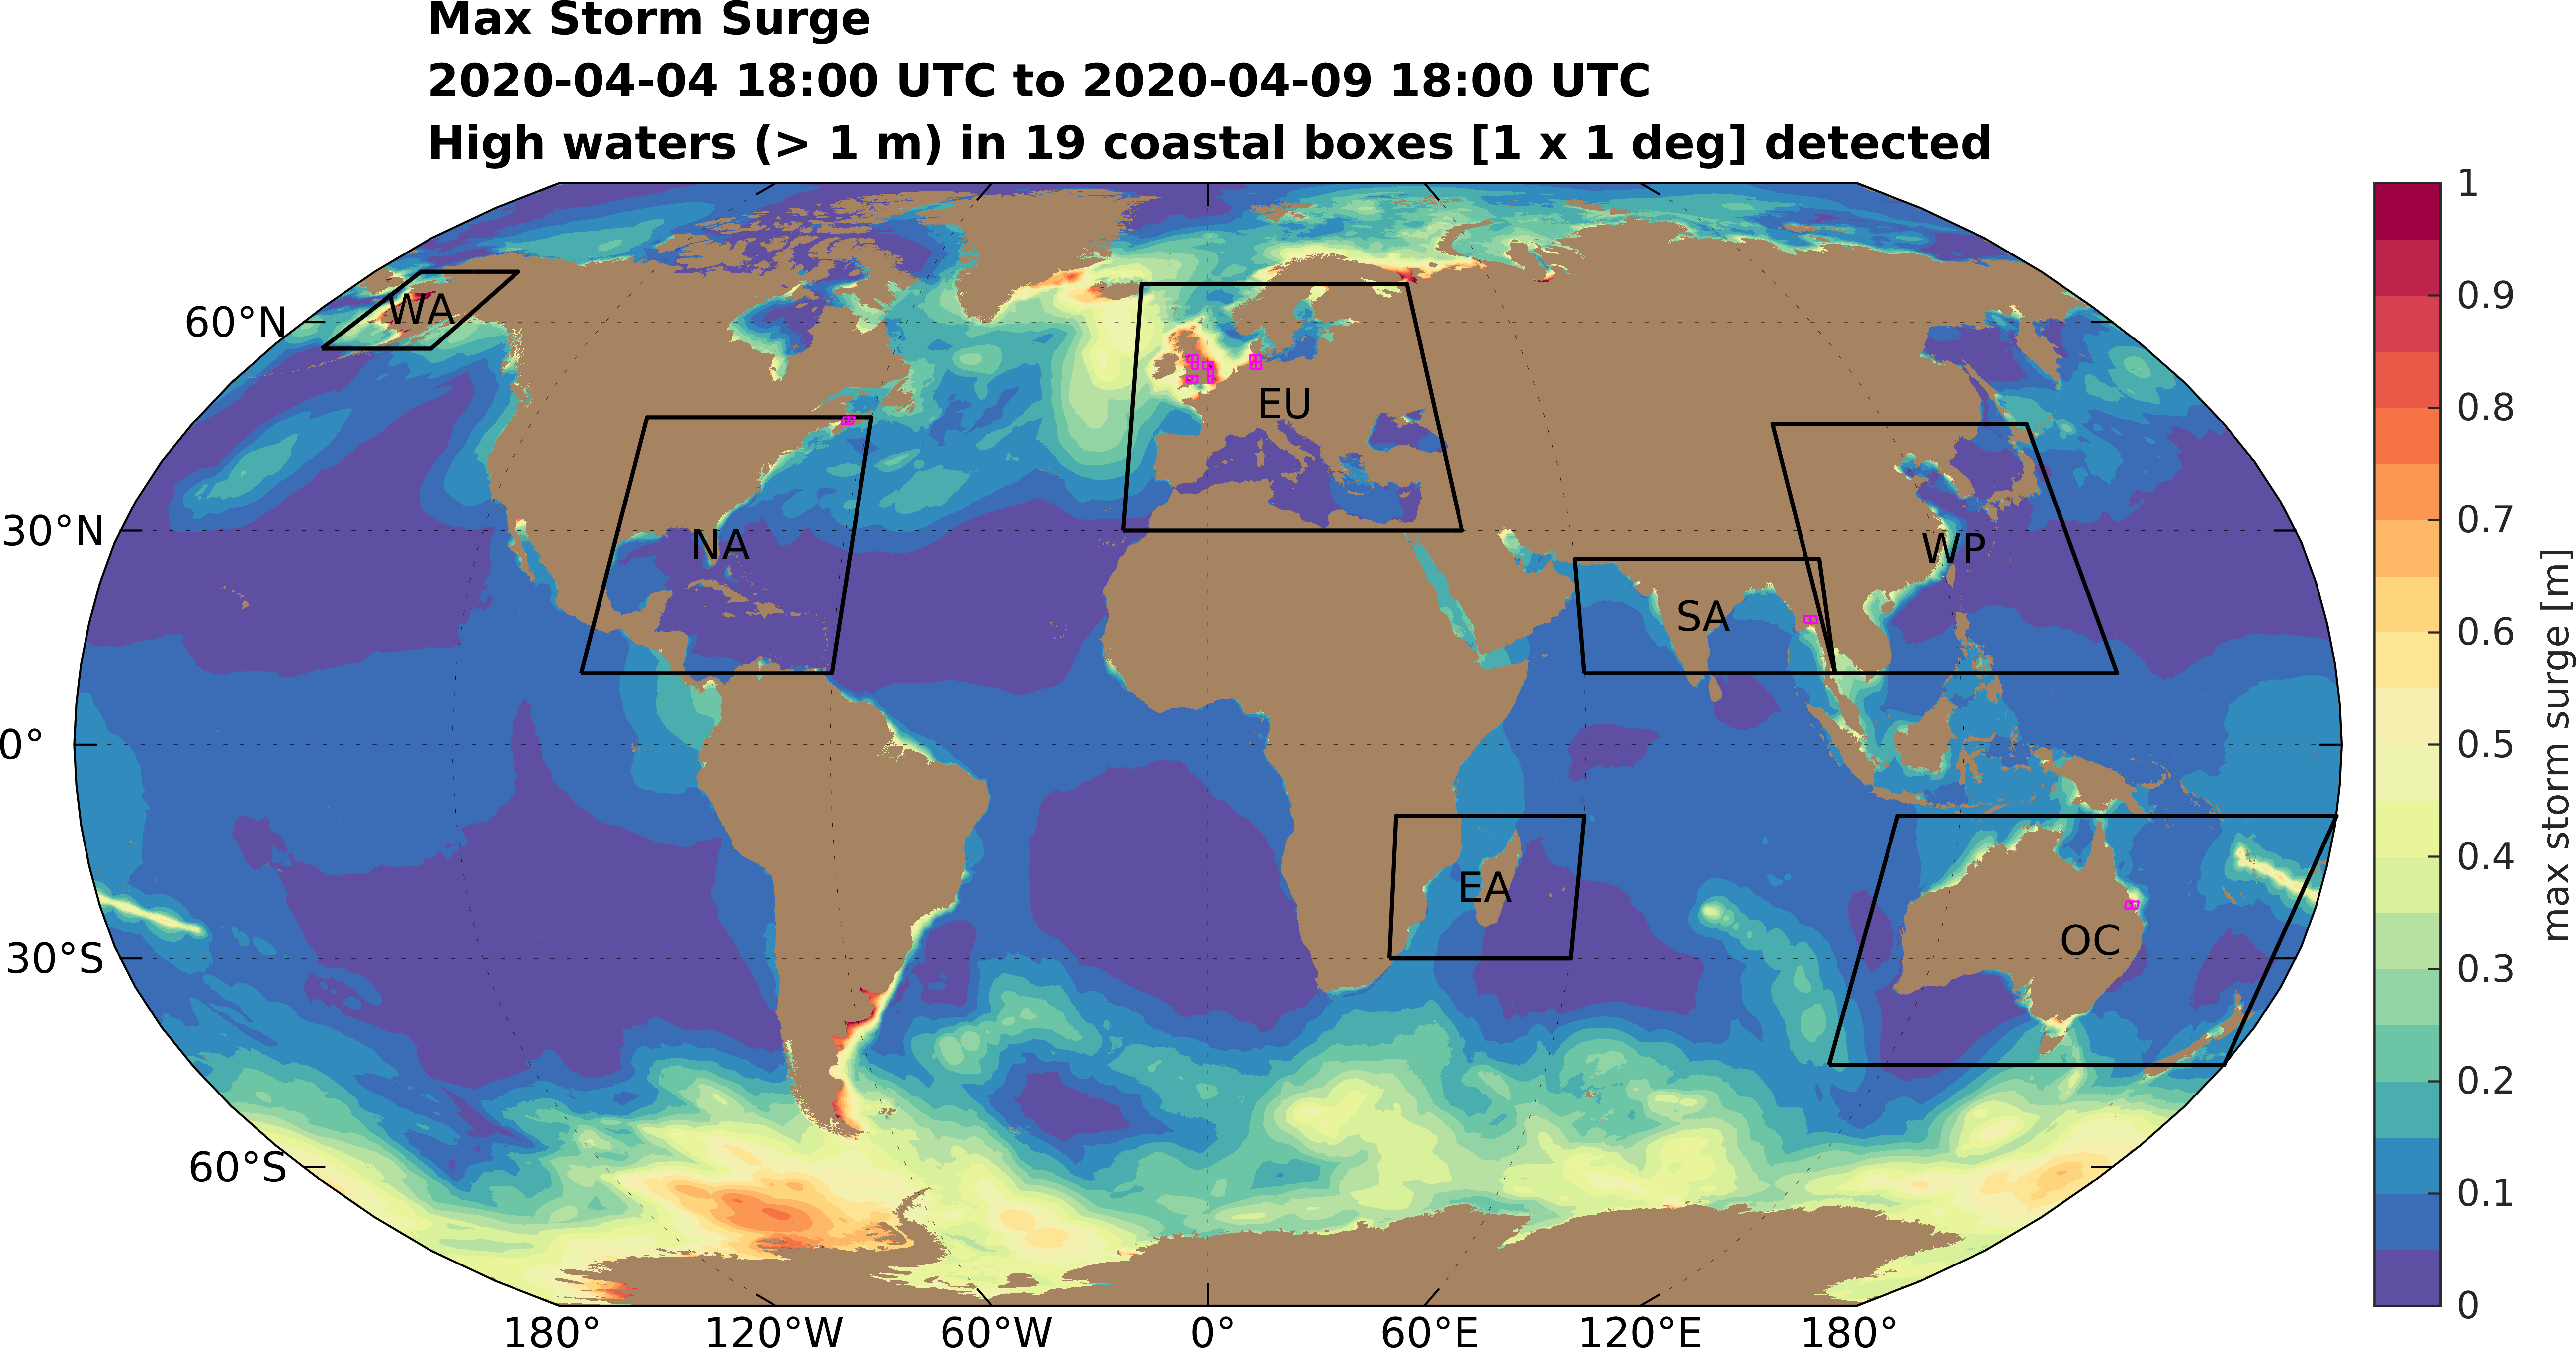 Max Storm Surge
2020-04-04 18:00 UTC to 2020-04-09 18:00 UTC
High waters (> 1 m) in 19 coastal boxes [1 x 1 deg] detected
60°N
30°N
0°
30°S
60°S
WA
NA
EU
SA
WP
EA
OC
180°
120°W
60°W
0°
60°E
120°E
180°
1
0.9
0.8
0.7
0.6
0.5
0.4
0.3
0.2
0.1
0
max storm surge [m]